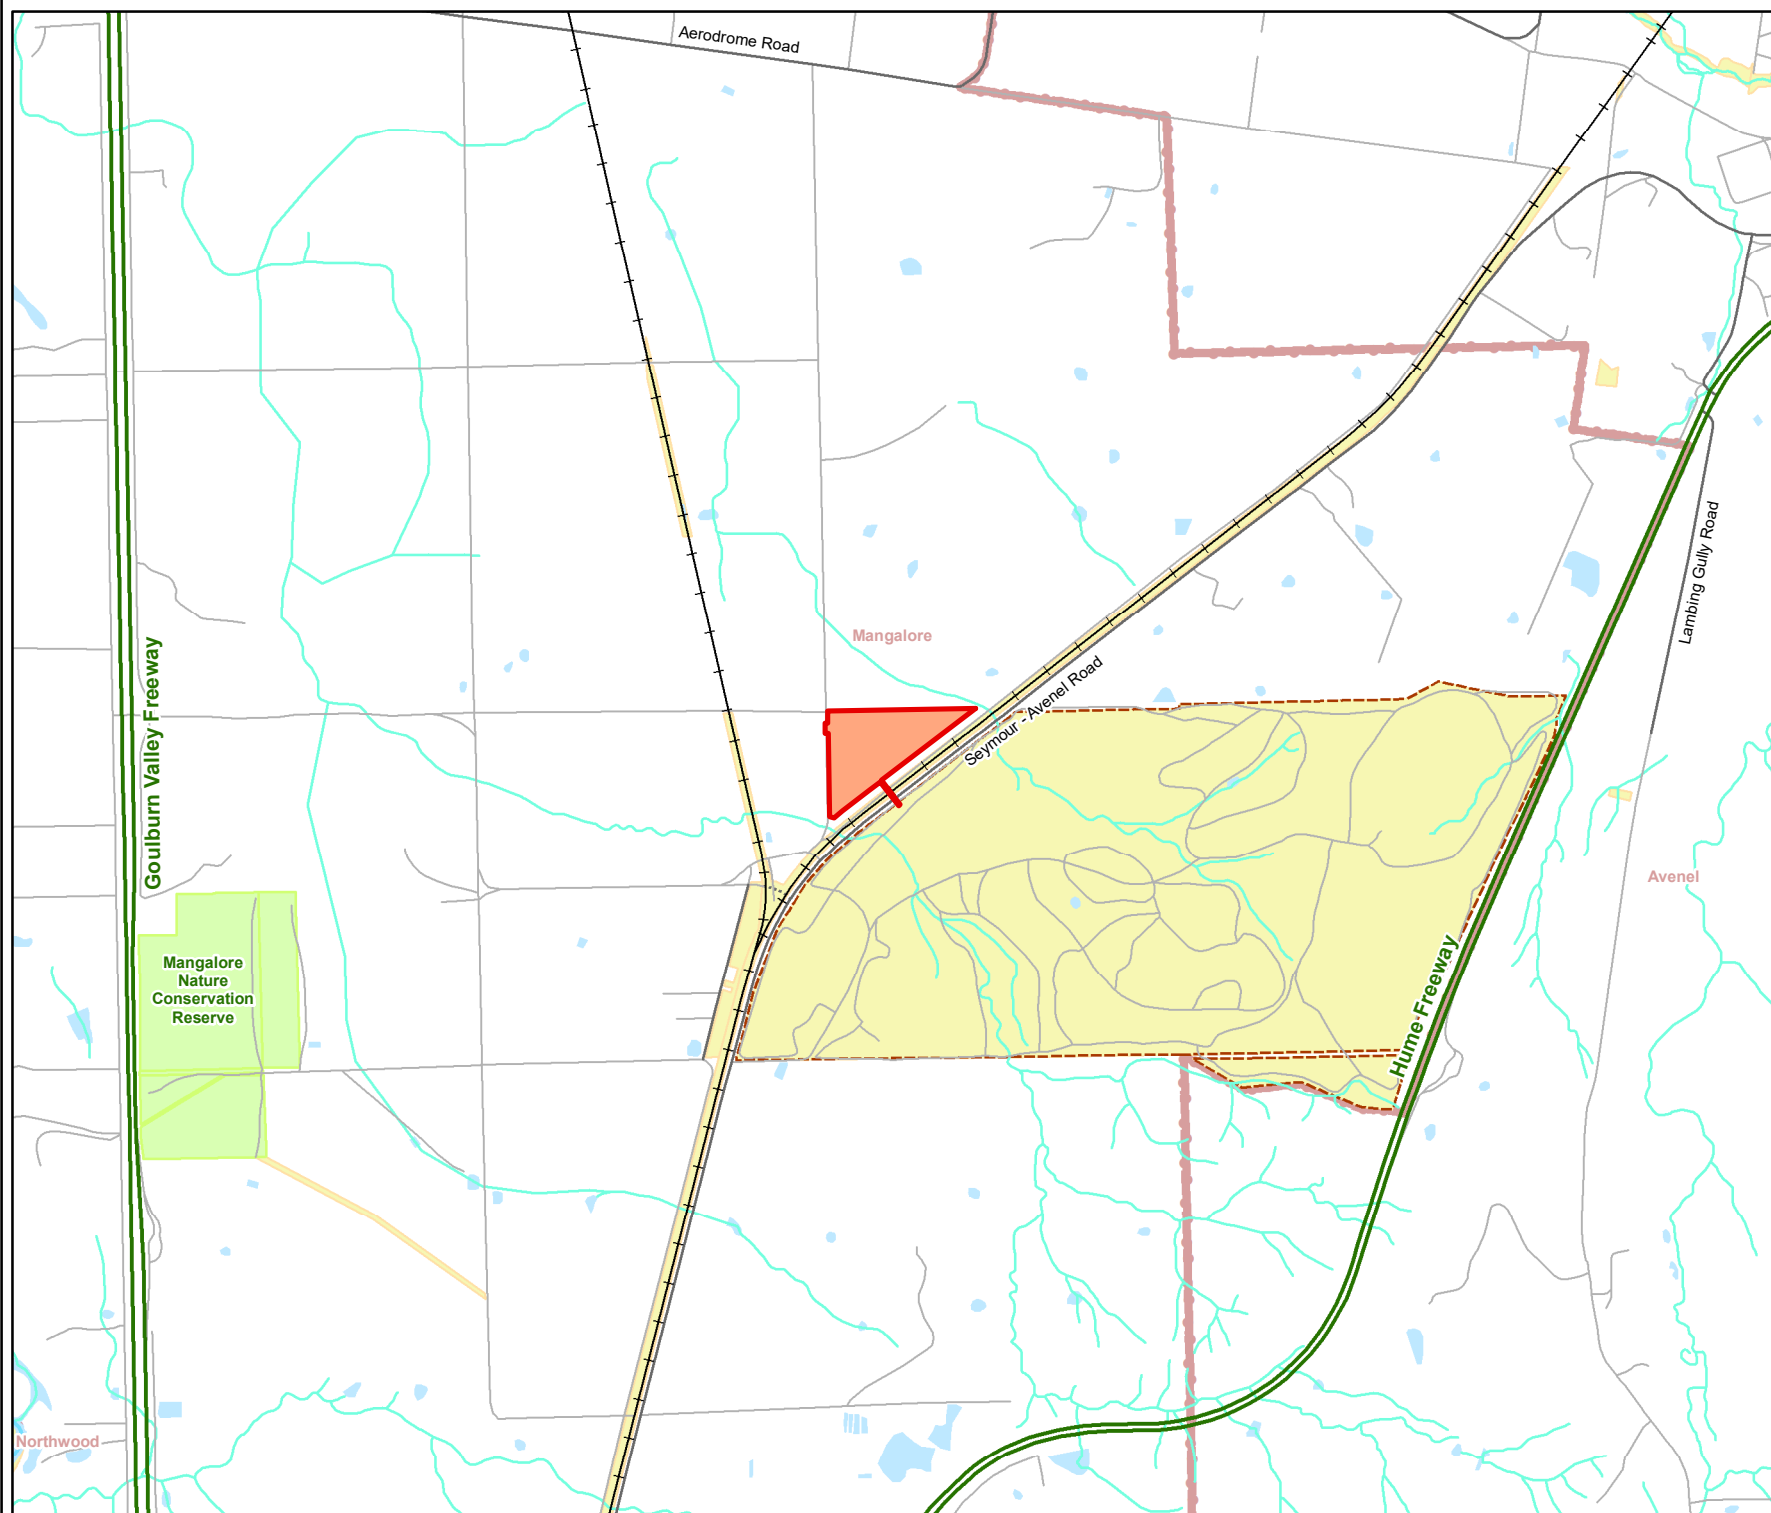 Aerodrome Road
Lambing Gully Road
Mangalore
Goulburn Valley Freeway
Seymour - Avenel Road
Avenel
Mangalore
Nature
Conservation
Reserve
Hume Freeway
Northwood